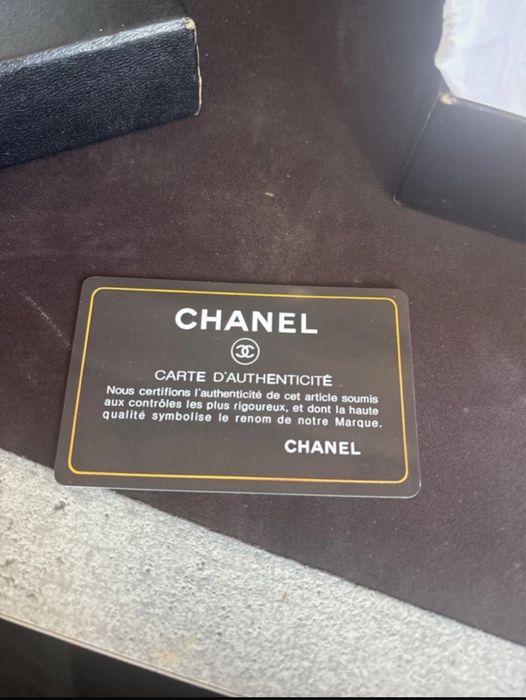 CHANEL
CARTE D'AUTHENTICITÉ
Nous certifions l'authenticité de cet article soumis
aux contrôles les plus rigoureux, et dont la haute
qualité symbolise le renom de notre Marque.
CHANEL